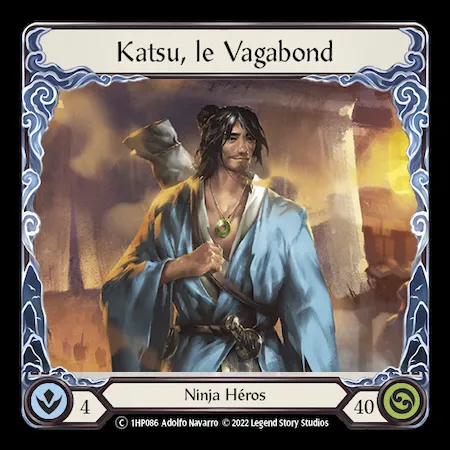 Katsu, le Vagabond
Ninja Héros
4
40
C 1HP086 Adolfo Navarro © 2022 Legend Story Studios